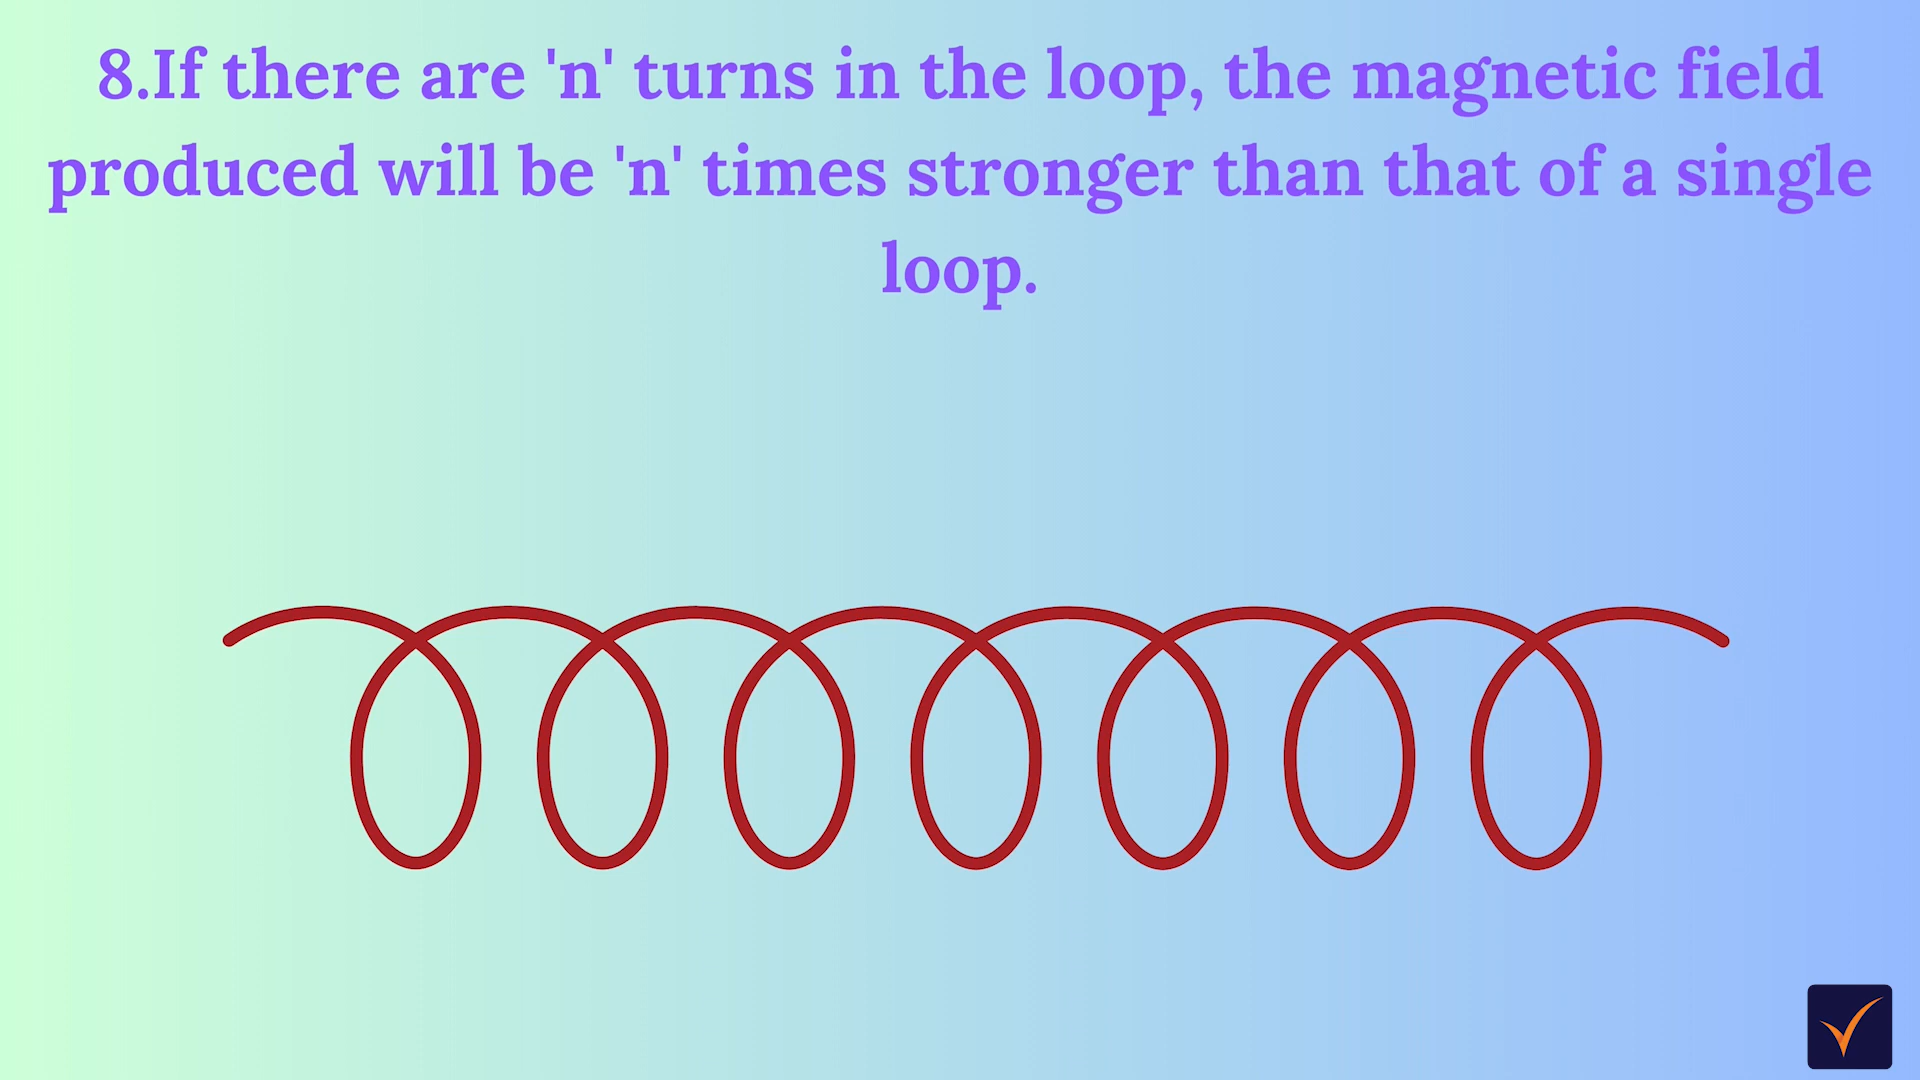 8.If there are 'n' turns in the loop, the magnetic field
produced will be 'n' times stronger than that of a single
loop.